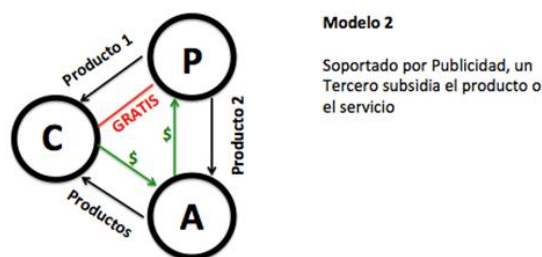 Modelo 2
Soportado por Publicidad, un
Tercero subsidia el producto o
el servicio
P
Producto 1
C
GRATIS
$
$
Producto 2
Productos
A